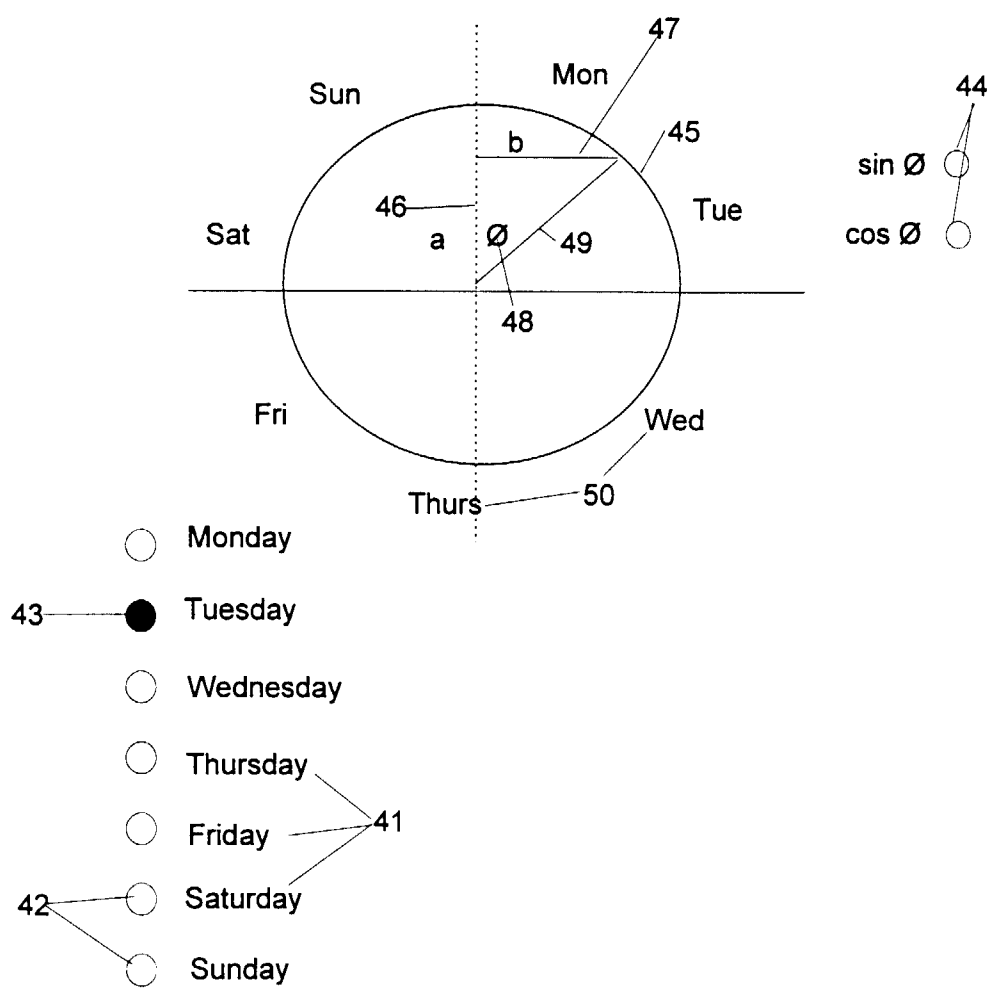 47
Mon
44
Sun
45
b
sin Ø
46
Tue
Sat
a
Ø
49
cos Ø
48
Fri
Wed
50
Thurs
Monday
43
Tuesday
Wednesday
Thursday
41
Friday
42
Saturday
Sunday